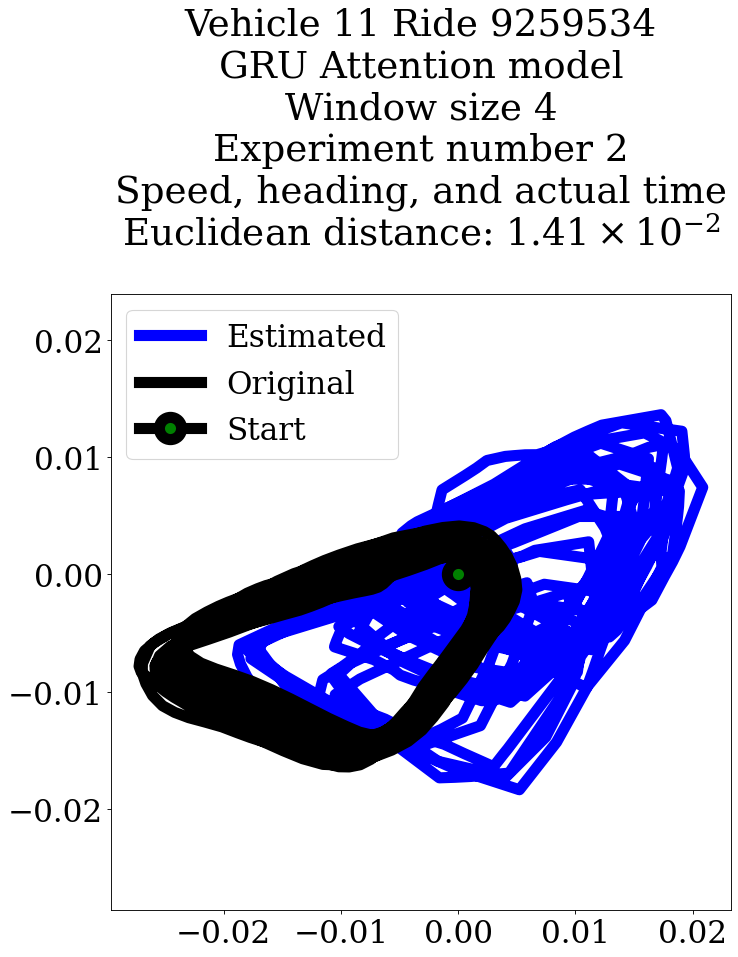 Vehicle 11 Ride 9259534
GRU Attention model
Window size 4
Experiment number 2
Speed, heading, and actual time
Euclidean distance: 1.41 × 10⁻²
Estimated
Original
Start
0.02
0.01
0.00
−0.01
−0.02
−0.02 −0.01 0.00 0.01 0.02